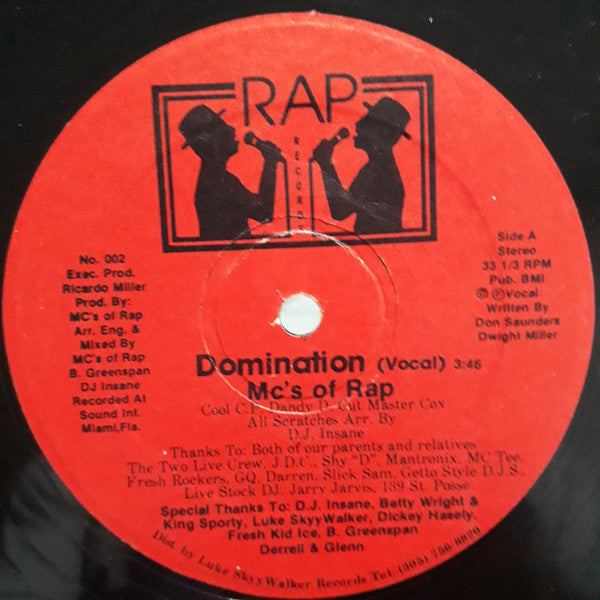 RAP
RECORDS
No. 002
Exec. Prod.
Ricardo Miller
Prod. By:
MC's of Rap
Arr. Eng. &
Mixed By
MC's of Rap
B. Greenspan
DJ Insane
Recorded At
Sound Int.
Miami,Fla.
Side A
Stereo
33 1/3 RPM
Pub. BMI
© ℗Vocal
Written By
Don Saunders
Dwight Miller
Domination (Vocal) 3:46
Mc's of Rap
Cool C.F. Dandy D. Cut Master Cox
All Scratches Arr. By
D.J. Insane
Thanks To: Both of our parents and relatives
The Two Live Crew, J.D.C., Shy "D", Mantronix, MC Tee,
Fresh Rockers, GQ, Darren, Slick Sam, Getto Style D.J.S.,
Live Stock DJ, Jarry Jarvis, 139 St. Posse
Special Thanks To: D.J. Insane, Betty Wright &
King Sporty, Luke SkyyWalker, Dickey Hasely,
Fresh Kid Ice, B. Greenspan
Derrell & Glenn
Dist. by Luke SkyyWalker Records Tel. (305)